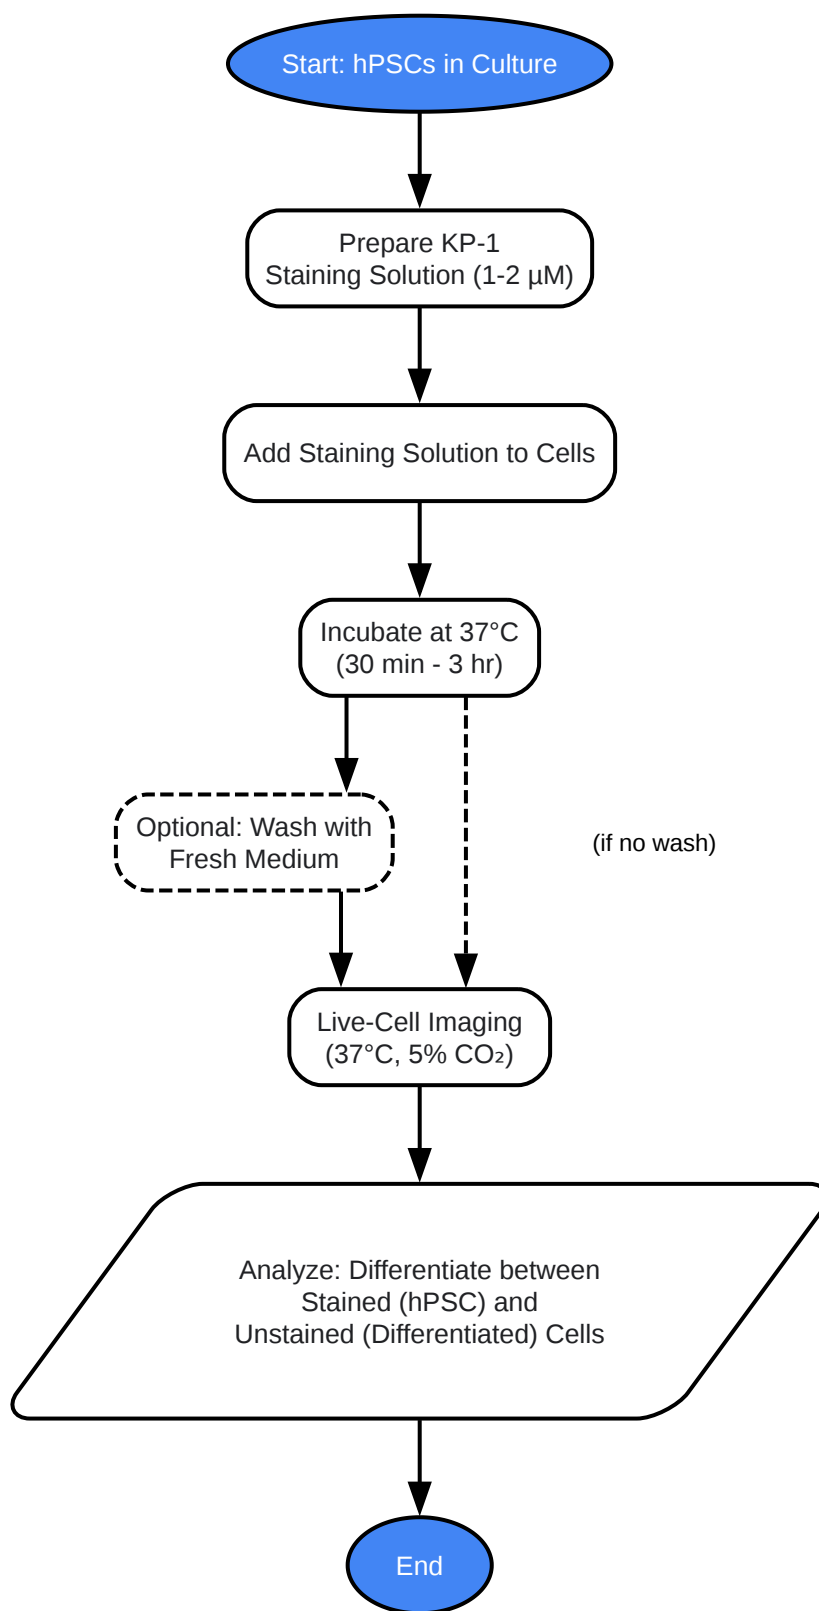 Start: hPSCs in Culture
Prepare KP-1
Staining Solution (1-2 µM)
Add Staining Solution to Cells
Incubate at 37°C
(30 min - 3 hr)
Optional: Wash with
Fresh Medium
(if no wash)
Live-Cell Imaging
(37°C, 5% CO₂)
Analyze: Differentiate between
Stained (hPSC) and
Unstained (Differentiated) Cells
End